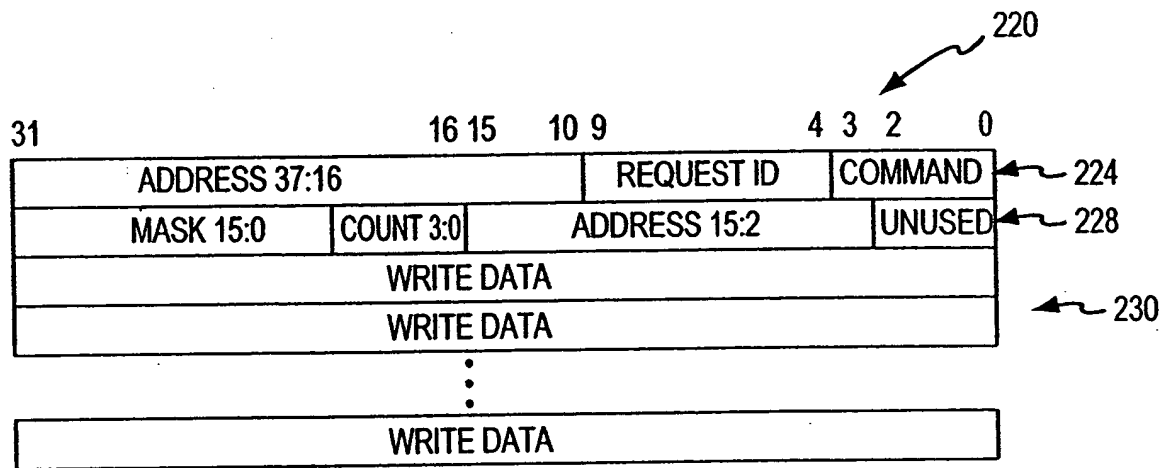 220
31 16 15 10 9 4 3 2 0
ADDRESS 37:16 REQUEST ID COMMAND 224
MASK 15:0 COUNT 3:0 ADDRESS 15:2 UNUSED 228
WRITE DATA
WRITE DATA 230
WRITE DATA